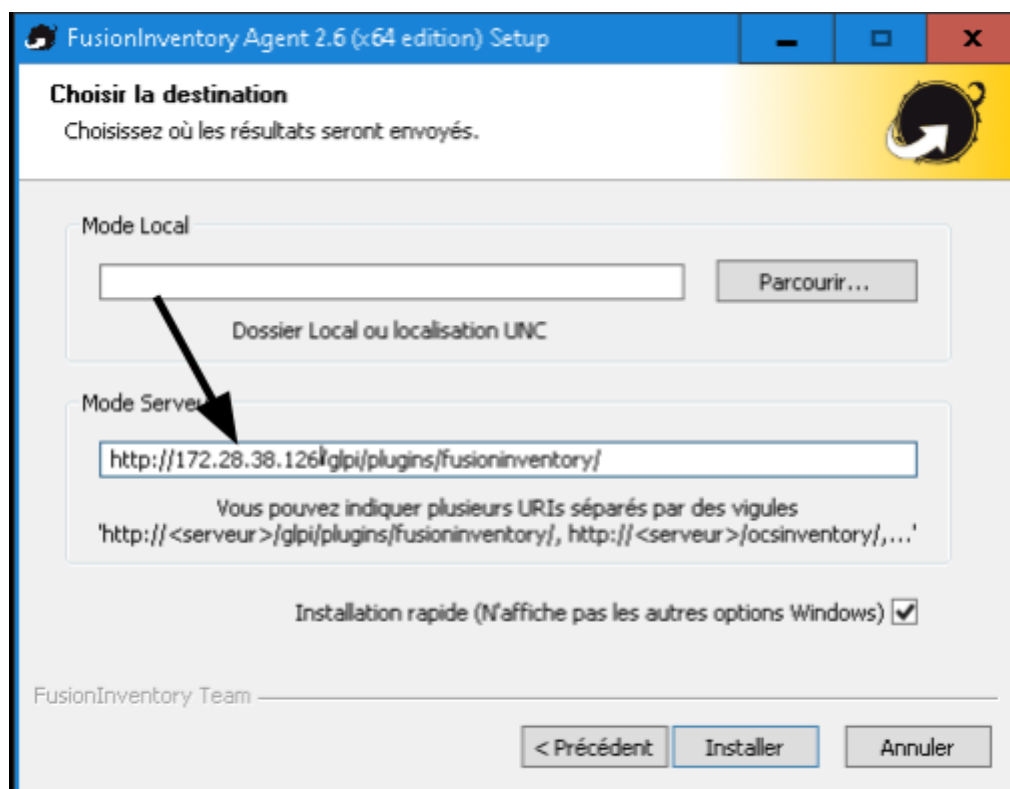 FusionInventory Agent 2.6 (x64 edition) Setup
Choisir la destination
Choisissez où les résultats seront envoyés.
Mode Local
Parcourir...
Dossier Local ou localisation UNC
Mode Serveur
http://172.28.38.126/glpi/plugins/fusioninventory/
Vous pouvez indiquer plusieurs URIs séparés par des vigules
'http://<serveur>/glpi/plugins/fusioninventory/, http://<serveur>/ocsinventory/,...'
Installation rapide (N'affiche pas les autres options Windows)
FusionInventory Team
< Précédent
Installer
Annuler